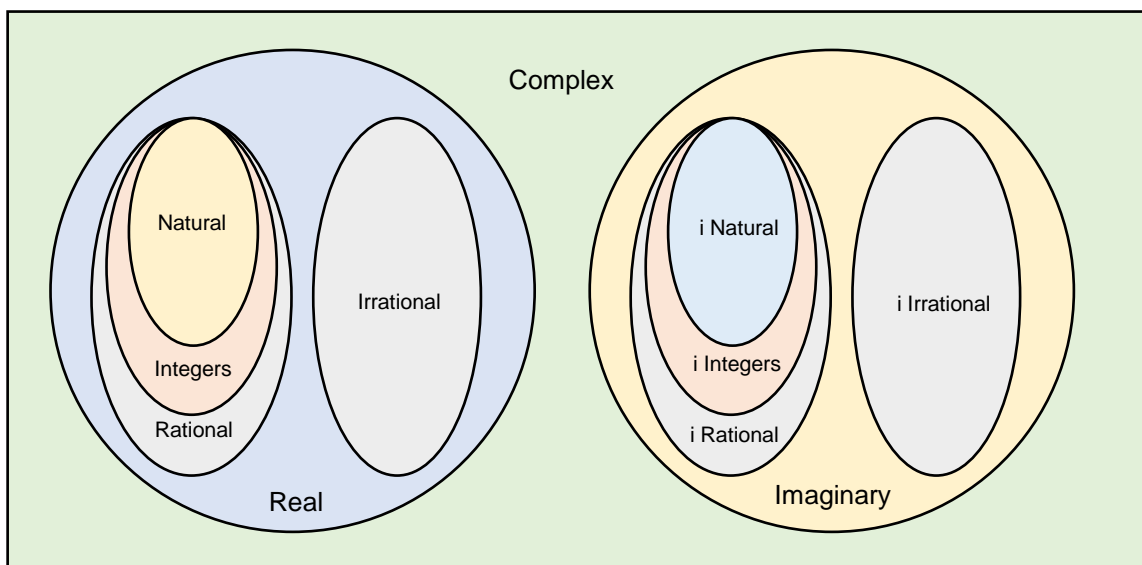 Complex
Natural
Integers
Rational
Irrational
Real
i Natural
i Integers
i Rational
i Irrational
Imaginary